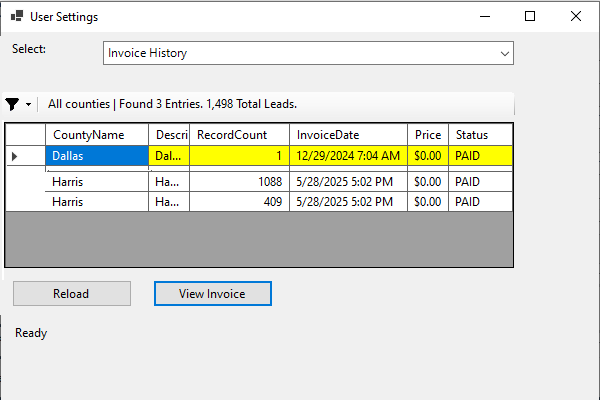 User Settings
Select: Invoice History
All counties | Found 3 Entries. 1,498 Total Leads.
CountyName Descri RecordCount InvoiceDate Price Status
Dallas Dal... 1 12/29/2024 7:04 AM $0.00 PAID
Harris Ha... 1088 5/28/2025 5:02 PM $0.00 PAID
Harris Ha... 409 5/28/2025 5:02 PM $0.00 PAID
Reload View Invoice
Ready